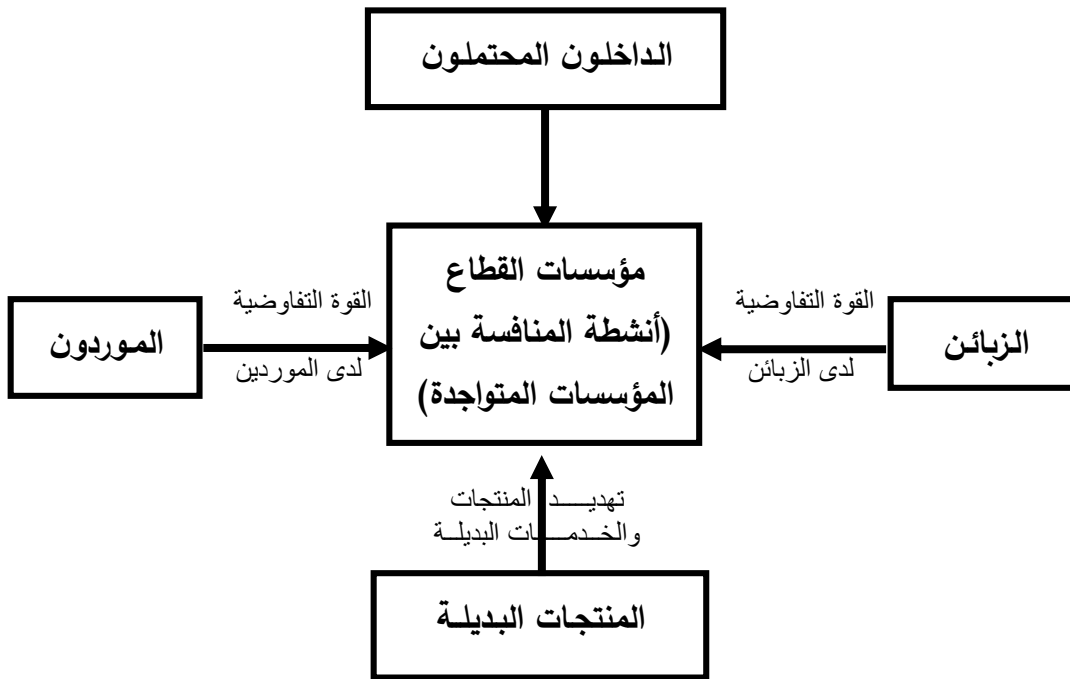 الداخلون المحتملون
مؤسسات القطاع
(أنشطة المنافسة بين
المؤسسات المتواجدة)
الزبائن
القوة التفاوضية
لدى الزبائن
القوة التفاوضية
لدى الموردين
الموردون
تهديد المنتجات
والخدمات البديلة
المنتجات البديلة